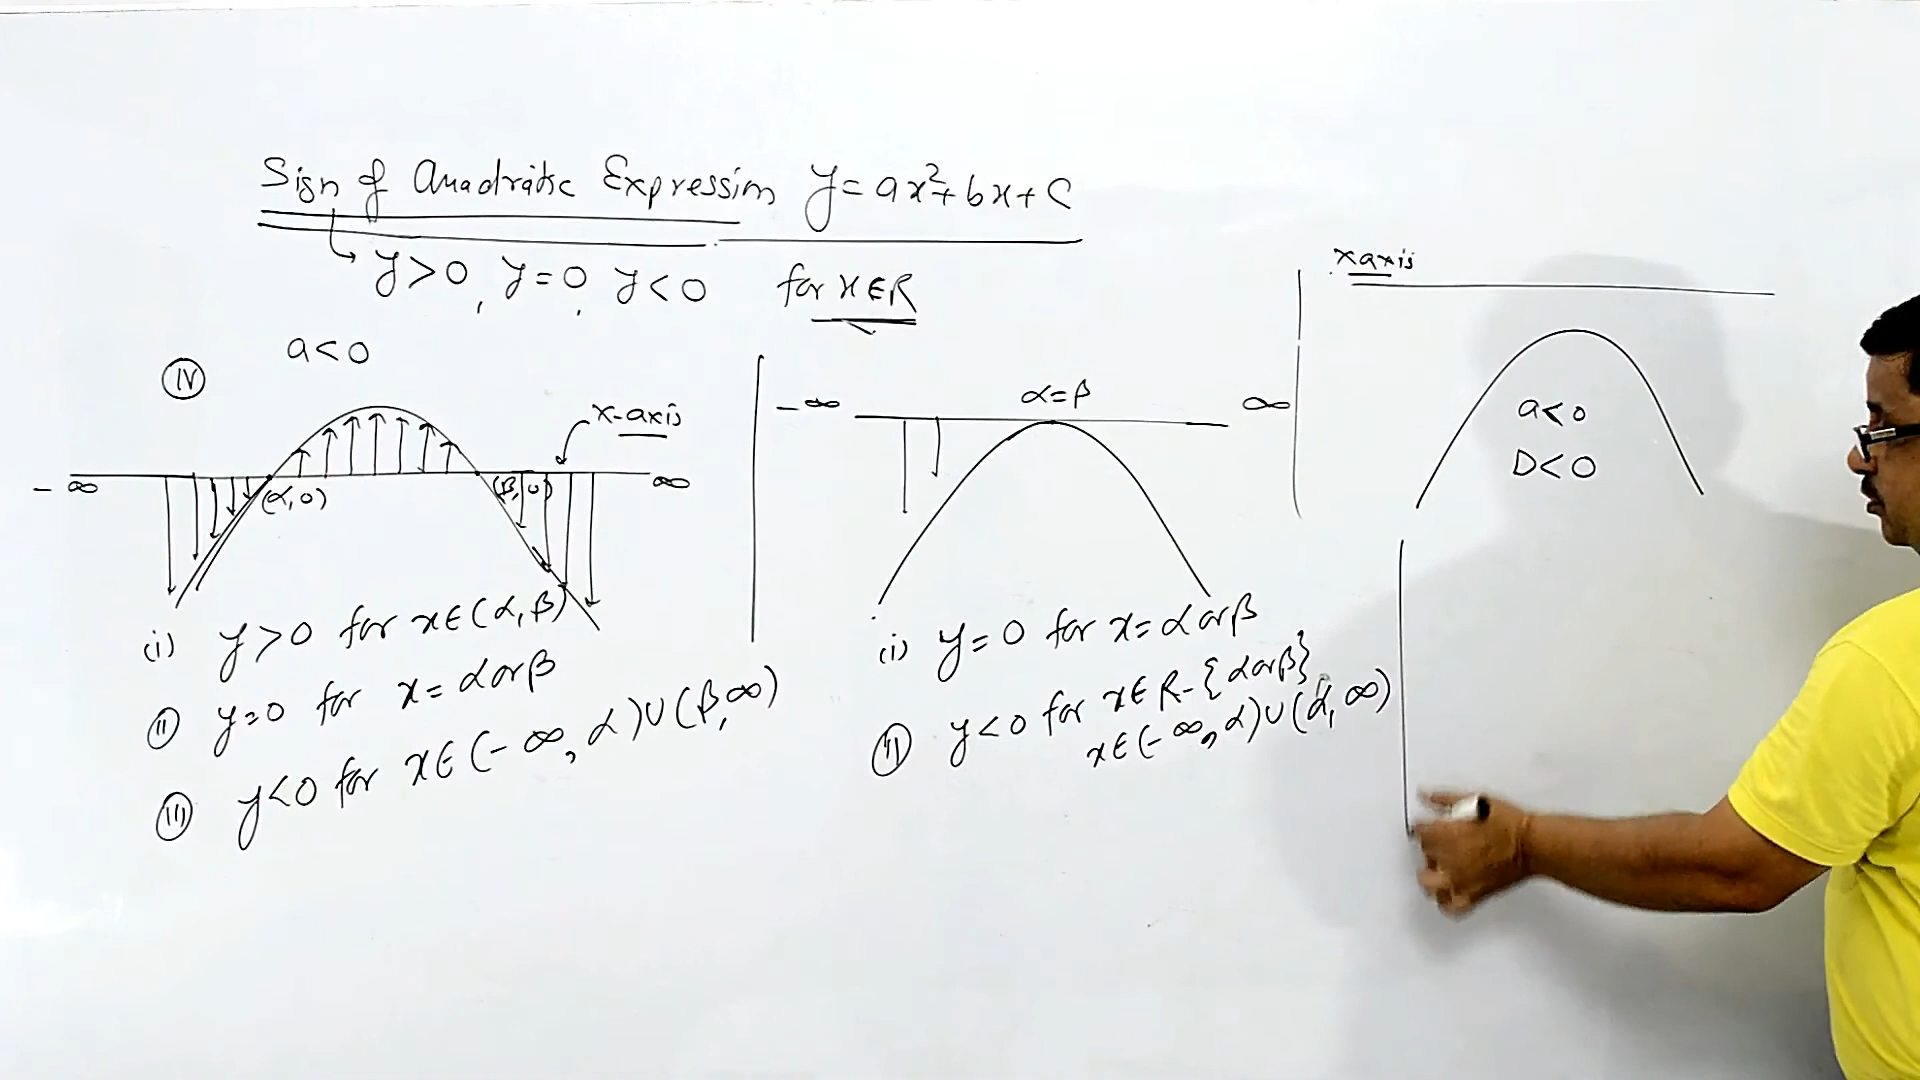 Sign of Quadratic Expression y=ax²+bx+c
y>0, y=0, y<0 for x∈R
IV a<0
x-axis
-∞ (α,0) (β,0) ∞
(i) y>0 for x∈(α,β)
(ii) y=0 for x=α or β
(iii) y<0 for x∈(-∞,α)∪(β,∞)
-∞ α=β ∞
(i) y=0 for x=α or β
(ii) y<0 for x∈R-{α or β}
x∈(-∞,α)∪(α,∞)
x axis
a<0
D<0